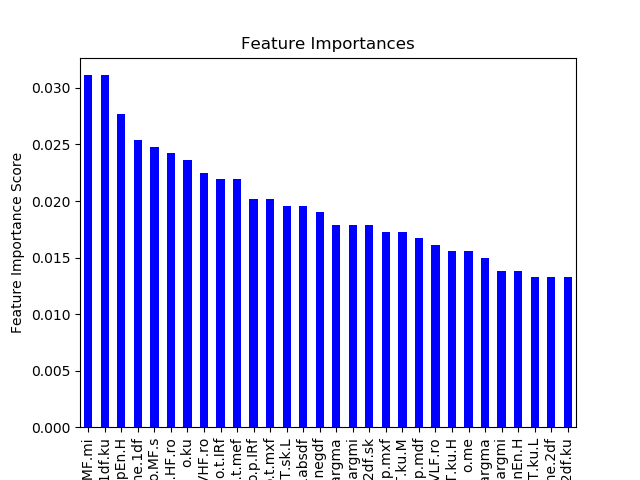 Feature Importances
Feature Importance Score
0.030
0.025
0.020
0.015
0.010
0.005
0.000
MF.mi
1df.ku
pEn.H
ne.1df
o.MF.s
.HF.ro
o.ku
VHF.ro
o.t.IRf
.t.mef
o.p.IRf
.t.mxf
T.sk.L
.absdf
negdf
argma
argmi
2df.sk
p.mxf
T.ku.M
p.mdf
VLF.ro
T.ku.H
o.me
argma
argmi
nEn.H
T.ku.L
ne.2df
2df.ku